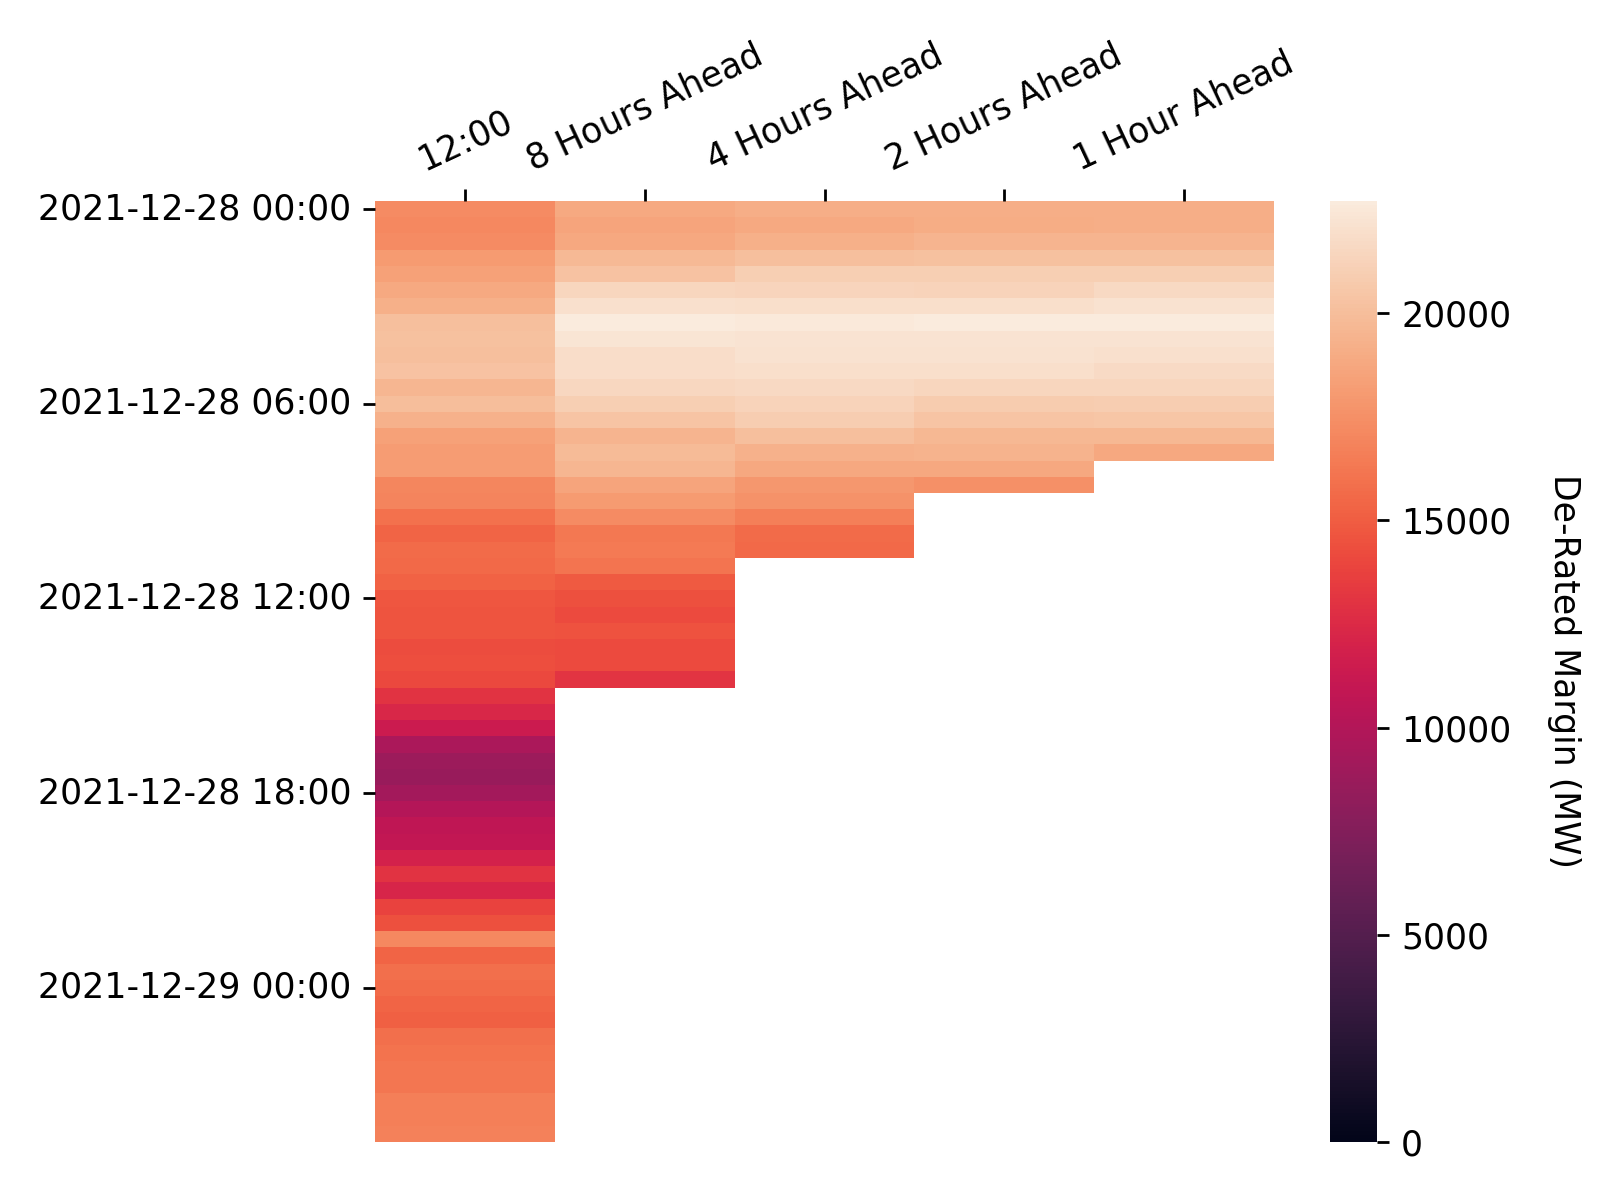 12:00
8 Hours Ahead
4 Hours Ahead
2 Hours Ahead
1 Hour Ahead
2021-12-28 00:00
2021-12-28 06:00
2021-12-28 12:00
2021-12-28 18:00
2021-12-29 00:00
20000
15000
10000
5000
0
De-Rated Margin (MW)